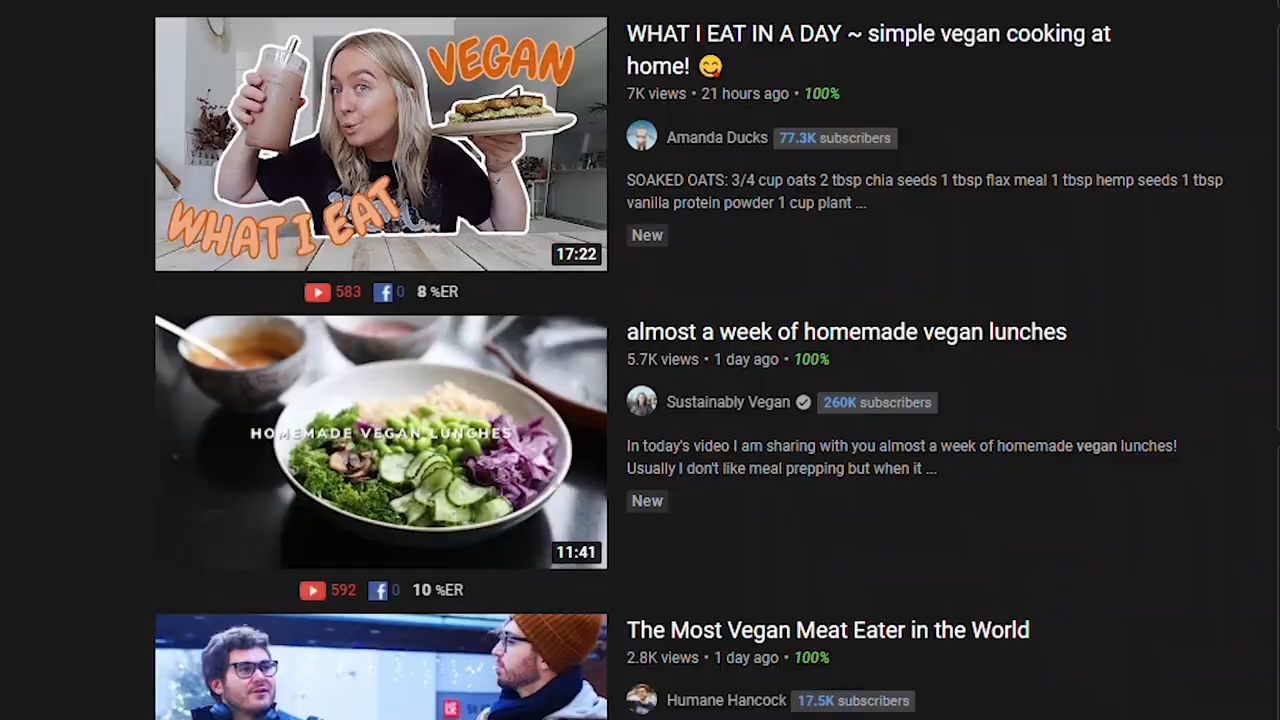 VEGAN
WHAT I EAT
17:22
583 0 8 %ER
WHAT I EAT IN A DAY ~ simple vegan cooking at
home! 😋
7K views • 21 hours ago • 100%
Amanda Ducks 77.3K subscribers
SOAKED OATS: 3/4 cup oats 2 tbsp chia seeds 1 tbsp flax meal 1 tbsp hemp seeds 1 tbsp
vanilla protein powder 1 cup plant ...
New
HOMEMADE VEGAN LUNCHES
11:41
592 0 10 %ER
almost a week of homemade vegan lunches
5.7K views • 1 day ago • 100%
Sustainably Vegan 260K subscribers
In today's video I am sharing with you almost a week of homemade vegan lunches!
Usually I don't like meal prepping but when it ...
New
The Most Vegan Meat Eater in the World
2.8K views • 1 day ago • 100%
Humane Hancock 17.5K subscribers